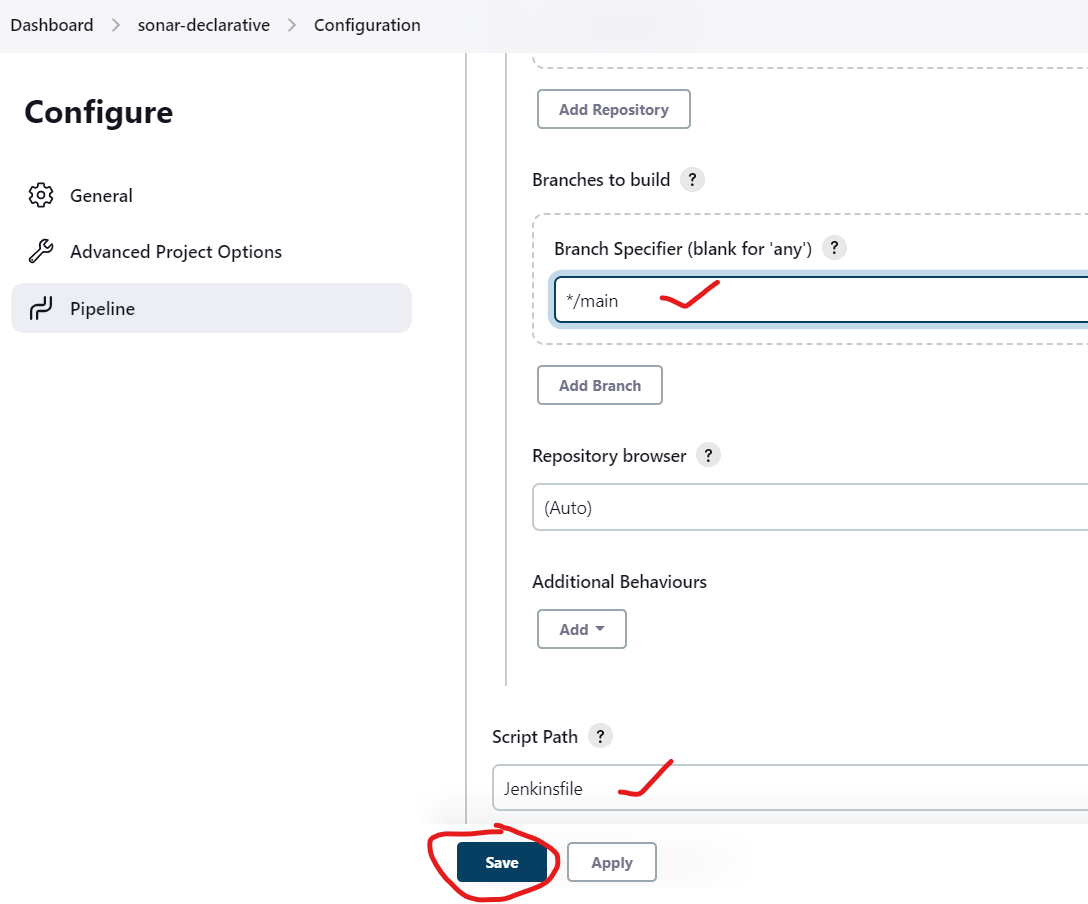 Dashboard > sonar-declarative > Configuration
Configure
General
Advanced Project Options
Pipeline
Add Repository
Branches to build ?
Branch Specifier (blank for 'any') ?
*/main
Add Branch
Repository browser ?
(Auto)
Additional Behaviours
Add
Script Path ?
Jenkinsfile
Save Apply